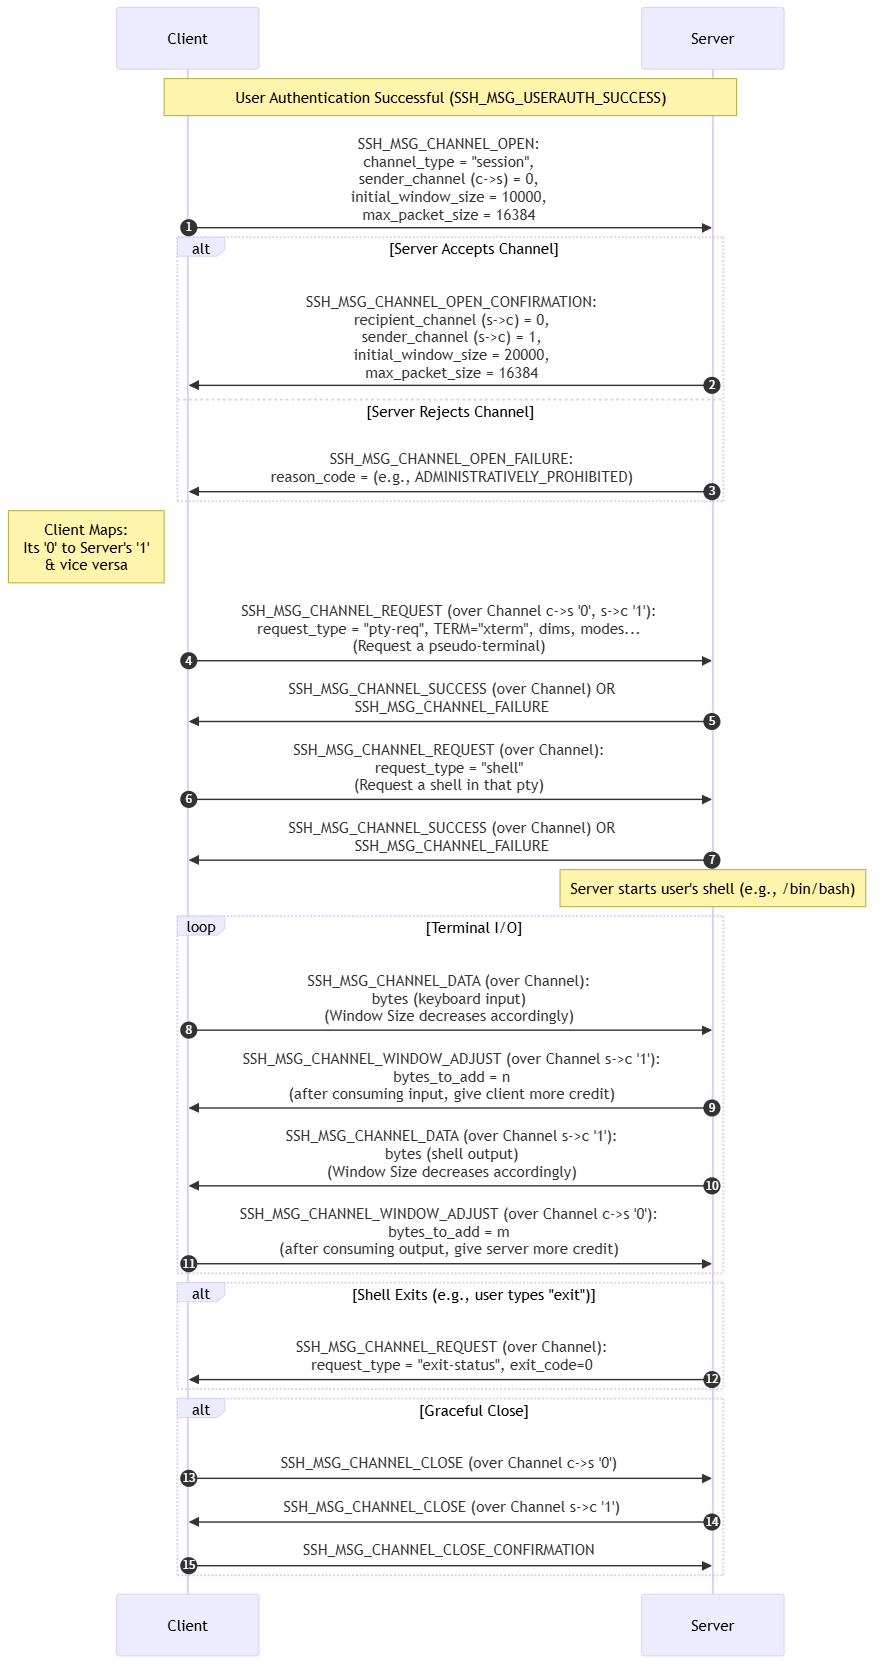 Client
Server
User Authentication Successful (SSH_MSG_USERAUTH_SUCCESS)
SSH_MSG_CHANNEL_OPEN:
channel_type = "session",
sender_channel (c->s) = 0,
initial_window_size = 10000,
max_packet_size = 16384
1
alt
[Server Accepts Channel]
SSH_MSG_CHANNEL_OPEN_CONFIRMATION:
recipient_channel (s->c) = 0,
sender_channel (s->c) = 1,
initial_window_size = 20000,
max_packet_size = 16384
2
[Server Rejects Channel]
SSH_MSG_CHANNEL_OPEN_FAILURE:
reason_code = (e.g., ADMINISTRATIVELY_PROHIBITED)
3
Client Maps:
Its '0' to Server's '1'
& vice versa
SSH_MSG_CHANNEL_REQUEST (over Channel c->s '0', s->c '1'):
request_type = "pty-req", TERM="xterm", dims, modes...
(Request a pseudo-terminal)
4
SSH_MSG_CHANNEL_SUCCESS (over Channel) OR
SSH_MSG_CHANNEL_FAILURE
5
SSH_MSG_CHANNEL_REQUEST (over Channel):
request_type = "shell"
(Request a shell in that pty)
6
SSH_MSG_CHANNEL_SUCCESS (over Channel) OR
SSH_MSG_CHANNEL_FAILURE
7
Server starts user's shell (e.g., /bin/bash)
loop
[Terminal I/O]
SSH_MSG_CHANNEL_DATA (over Channel):
bytes (keyboard input)
(Window Size decreases accordingly)
8
SSH_MSG_CHANNEL_WINDOW_ADJUST (over Channel s->c '1'):
bytes_to_add = n
(after consuming input, give client more credit)
9
SSH_MSG_CHANNEL_DATA (over Channel s->c '1'):
bytes (shell output)
(Window Size decreases accordingly)
10
SSH_MSG_CHANNEL_WINDOW_ADJUST (over Channel c->s '0'):
bytes_to_add = m
(after consuming output, give server more credit)
11
alt
[Shell Exits (e.g., user types "exit")]
SSH_MSG_CHANNEL_REQUEST (over Channel):
request_type = "exit-status", exit_code=0
12
alt
[Graceful Close]
SSH_MSG_CHANNEL_CLOSE (over Channel c->s '0')
13
SSH_MSG_CHANNEL_CLOSE (over Channel s->c '1')
14
SSH_MSG_CHANNEL_CLOSE_CONFIRMATION
15
Client
Server